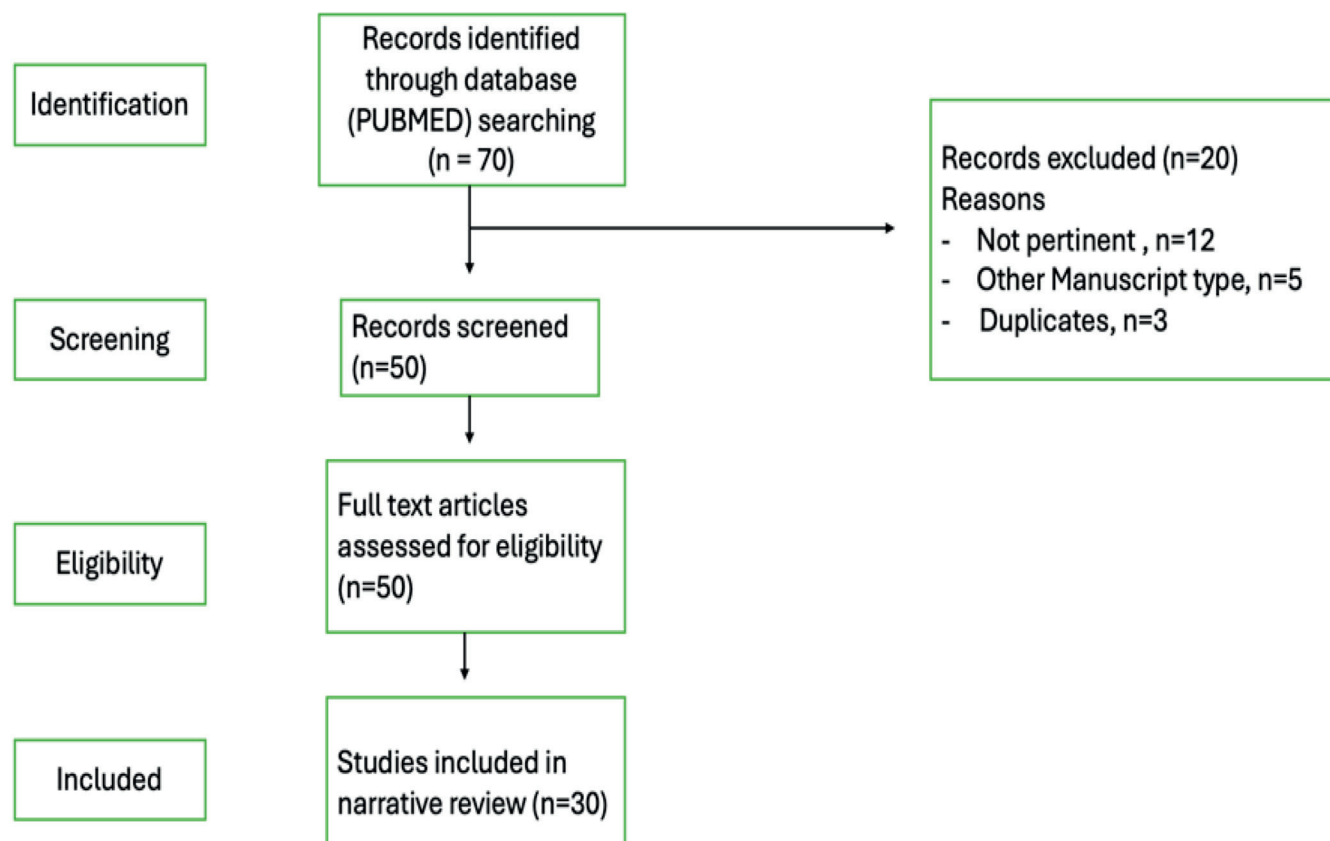 Identification
Records identified
through database
(PUBMED) searching
(n = 70)
Records excluded (n=20)
Reasons
- Not pertinent , n=12
- Other Manuscript type, n=5
- Duplicates, n=3
Screening
Records screened
(n=50)
Eligibility
Full text articles
assessed for eligibility
(n=50)
Included
Studies included in
narrative review (n=30)